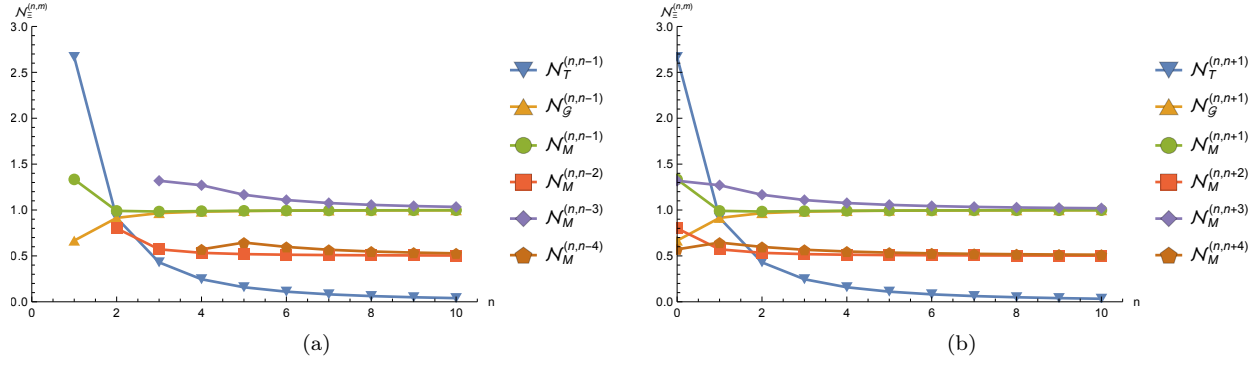 𝒩_Ξ^(n,m)
3.0
2.5
2.0
1.5
1.0
0.5
0.0
0 2 4 6 8 10
n
𝒩_T^(n,n-1)
𝒩_𝒢^(n,n-1)
𝒩_M^(n,n-1)
𝒩_M^(n,n-2)
𝒩_M^(n,n-3)
𝒩_M^(n,n-4)
(a)
𝒩_Ξ^(n,m)
3.0
2.5
2.0
1.5
1.0
0.5
0.0
0 2 4 6 8 10
n
𝒩_T^(n,n+1)
𝒩_𝒢^(n,n+1)
𝒩_M^(n,n+1)
𝒩_M^(n,n+2)
𝒩_M^(n,n+3)
𝒩_M^(n,n+4)
(b)